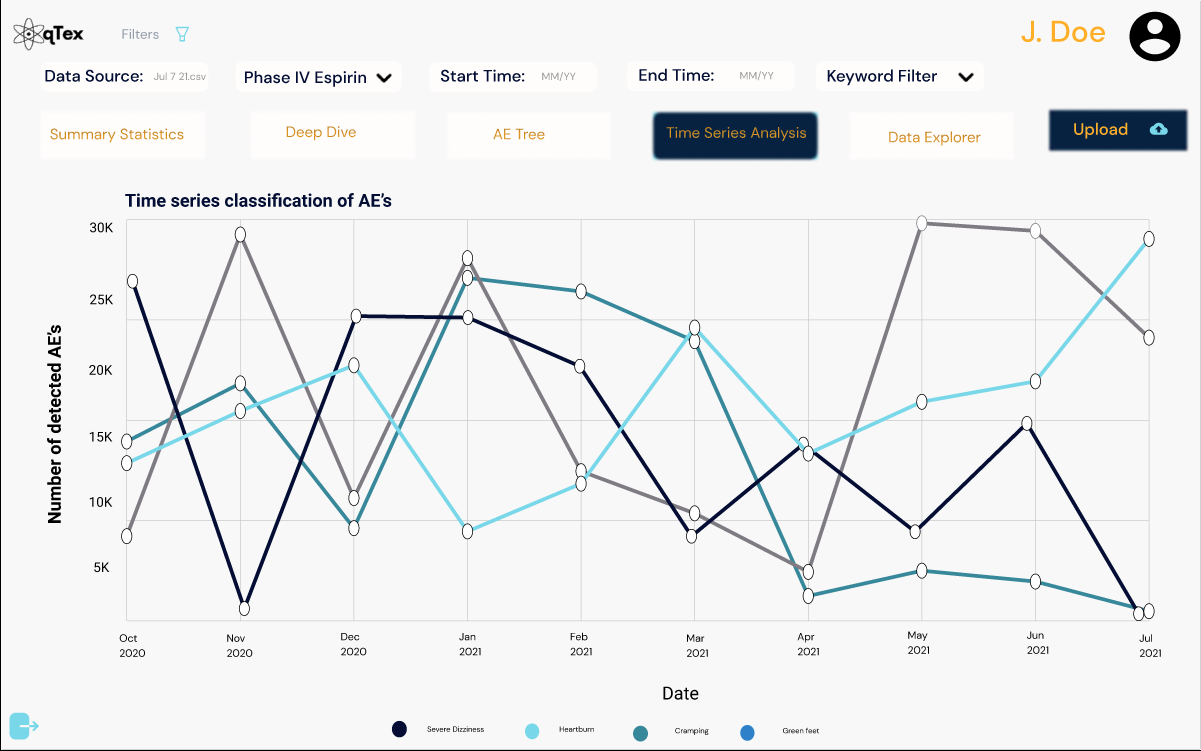 qTex
Filters
J. Doe
Data Source: Jul 7 21.csv
Phase IV Espirin
Start Time: MM/YY
End Time: MM/YY
Keyword Filter
Summary Statistics
Deep Dive
AE Tree
Time Series Analysis
Data Explorer
Upload
Time series classification of AE's
Number of detected AE's
30K
25K
20K
15K
10K
5K
Oct 2020
Nov 2020
Dec 2020
Jan 2021
Feb 2021
Mar 2021
Apr 2021
May 2021
Jun 2021
Jul 2021
Date
Severe Dizziness
Heartburn
Cramping
Green feet